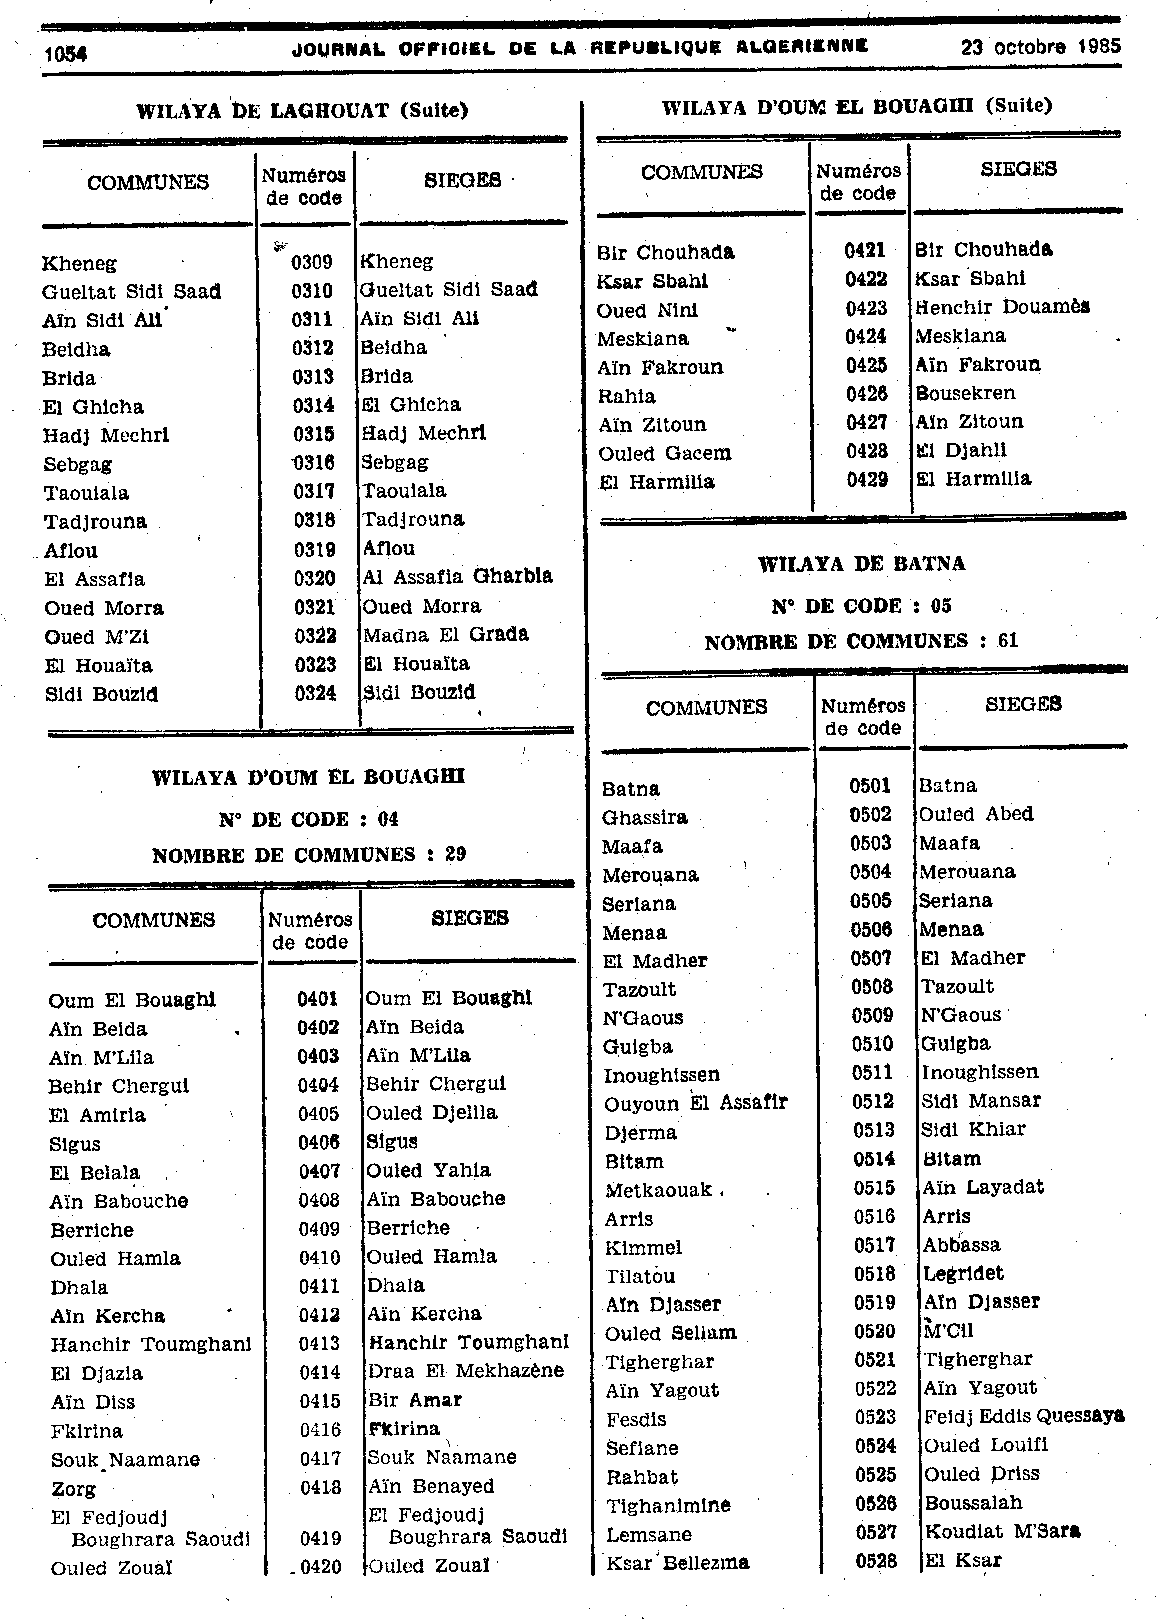 1054 JOURNAL OFFICIEL DE LA REPUBLIQUE ALGERIENNE 23 octobre 1985
WILAYA DE LAGHOUAT (Suite)
COMMUNES Numéros de code SIEGES
Kheneg 0309 Kheneg
Gueltat Sidi Saad 0310 Gueltat Sidi Saad
Aïn Sidi Ali 0311 Aïn Sidi Ali
Beidha 0312 Beidha
Brida 0313 Brida
El Ghicha 0314 El Ghicha
Hadj Mechri 0315 Hadj Mechri
Sebgag 0316 Sebgag
Taouiala 0317 Taouiala
Tadjrouna 0318 Tadjrouna
Aflou 0319 Aflou
El Assafia 0320 Al Assafia Gharbia
Oued Morra 0321 Oued Morra
Oued M'Zi 0322 Madna El Grada
El Houaïta 0323 El Houaïta
Sidi Bouzid 0324 Sidi Bouzid
WILAYA D'OUM EL BOUAGHI
N° DE CODE : 04
NOMBRE DE COMMUNES : 29
COMMUNES Numéros de code SIEGES
Oum El Bouaghi 0401 Oum El Bouaghi
Aïn Beida 0402 Aïn Beida
Aïn M'Lila 0403 Aïn M'Lila
Behir Chergui 0404 Behir Chergui
El Amiria 0405 Ouled Djellla
Sigus 0406 Sigus
El Belala 0407 Ouled Yahia
Aïn Babouche 0408 Aïn Babouche
Berriche 0409 Berriche
Ouled Hamla 0410 Ouled Hamla
Dhala 0411 Dhala
Aïn Kercha 0412 Aïn Kercha
Hanchir Toumghani 0413 Hanchir Toumghani
El Djazia 0414 Draa El Mekhazène
Aïn Diss 0415 Bir Amar
Fkirina 0416 Fkirina
Souk Naamane 0417 Souk Naamane
Zorg 0418 Aïn Benayed
El Fedjoudj El Fedjoudj
Boughrara Saoudi 0419 Boughrara Saoudi
Ouled Zouaï 0420 Ouled Zouaï
WILAYA D'OUM EL BOUAGHI (Suite)
COMMUNES Numéros de code SIEGES
Bir Chouhada 0421 Bir Chouhada
Ksar Sbahi 0422 Ksar Sbahi
Oued Nini 0423 Henchir Douamès
Meskiana 0424 Meskiana
Aïn Fakroun 0425 Aïn Fakroun
Rahia 0426 Bousekren
Aïn Zitoun 0427 Aïn Zitoun
Ouled Gacem 0428 El Djahli
El Harmilia 0429 El Harmilia
WILAYA DE BATNA
N° DE CODE : 05
NOMBRE DE COMMUNES : 61
COMMUNES Numéros de code SIEGES
Batna 0501 Batna
Ghassira 0502 Ouled Abed
Maafa 0503 Maafa
Merouana 0504 Merouana
Seriana 0505 Seriana
Menaa 0506 Menaa
El Madher 0507 El Madher
Tazoult 0508 Tazoult
N'Gaous 0509 N'Gaous
Guigba 0510 Guigba
Inoughissen 0511 Inoughissen
Ouyoun El Assafir 0512 Sidi Mansar
Djerma 0513 Sidi Khiar
Bitam 0514 Bitam
Metkaouak 0515 Aïn Layadat
Arris 0516 Arris
Kimmel 0517 Abbassa
Tilatou 0518 Legridet
Aïn Djasser 0519 Aïn Djasser
Ouled Sellam 0520 M'Cil
Tigherghar 0521 Tigherghar
Aïn Yagout 0522 Aïn Yagout
Fesdis 0523 Feidj Eddis Quessaya
Sefiane 0524 Ouled Louifi
Rahbat 0525 Ouled Driss
Tighanimine 0526 Boussalah
Lemsane 0527 Koudiat M'Sara
Ksar Bellezma 0528 El Ksar